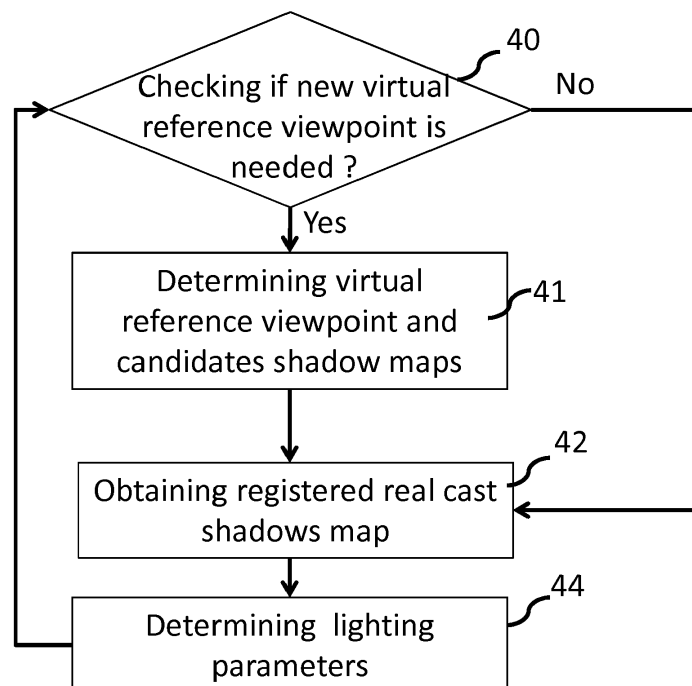 40
Checking if new virtual
reference viewpoint is
needed ?
No
Yes
Determining virtual
reference viewpoint and
candidates shadow maps
41
42
Obtaining registered real cast
shadows map
44
Determining lighting
parameters